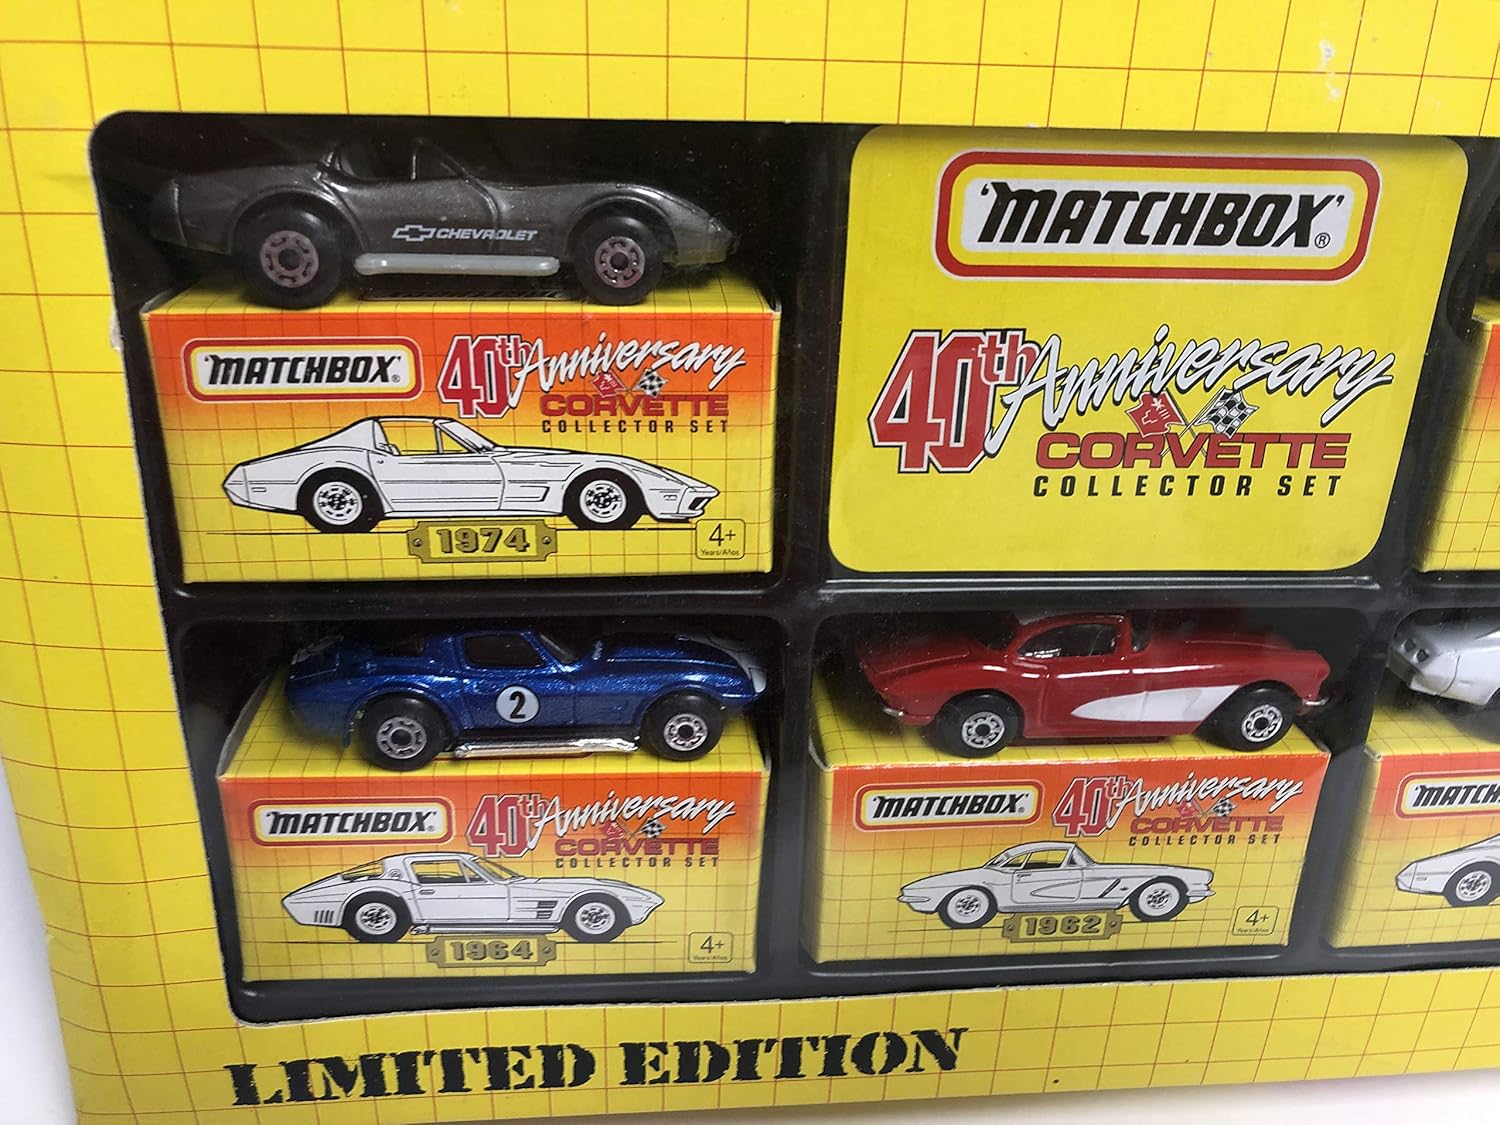 CHEVROLET
'MATCHBOX'®
40th Anniversary
CORVETTE
COLLECTOR SET
1974
4+
Years/Años
'MATCHBOX'®
40th Anniversary
CORVETTE
COLLECTOR SET
2
'MATCHBOX'®
40th Anniversary
CORVETTE
COLLECTOR SET
1964
4+
Years/Años
'MATCHBOX'®
40th Anniversary
CORVETTE
COLLECTOR SET
1962
4+
Years/Años
'MATCH
LIMITED EDITION